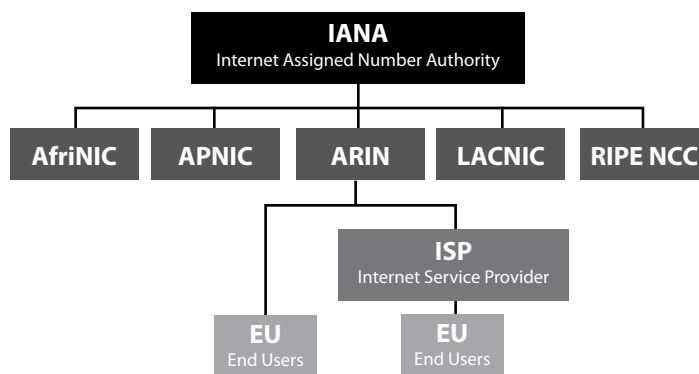 IANA
Internet Assigned Number Authority
AfriNIC
APNIC
ARIN
LACNIC
RIPE NCC
ISP
Internet Service Provider
EU
End Users
EU
End Users